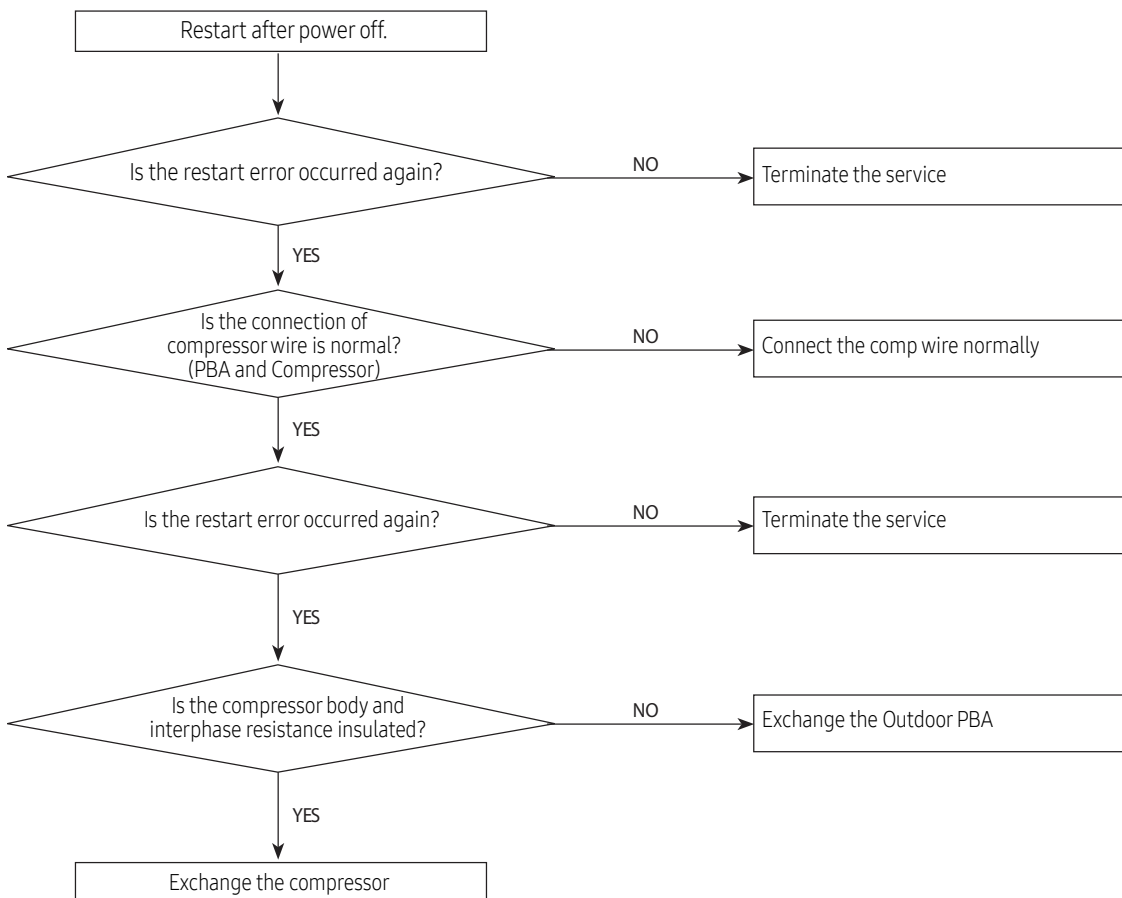 Restart after power off.
Is the restart error occurred again?
NO
Terminate the service
YES
Is the connection of
compressor wire is normal?
(PBA and Compressor)
NO
Connect the comp wire normally
YES
Is the restart error occurred again?
NO
Terminate the service
YES
Is the compressor body and
interphase resistance insulated?
NO
Exchange the Outdoor PBA
YES
Exchange the compressor